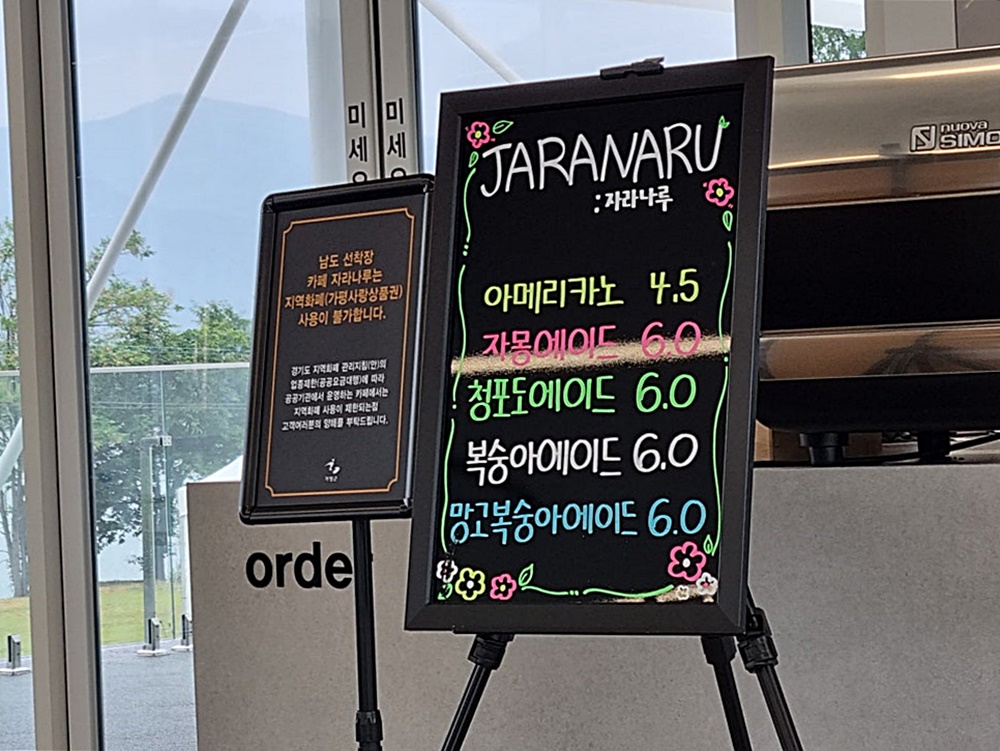 미세
미세
nuova
SIMO
남도 선착장
카페 자라나루는
지역화폐(가평사랑상품권)
사용이 불가합니다.
경기도 지역화폐 관리지침(안)의
업종제한(공공요금대행)에 따라
공공기관에서 운영하는 카페에서는
지역화폐 사용이 제한되는점
고객여러분의 양해를 부탁드립니다.
가평군
JARANARU
:자라나루
아메리카노 4.5
자몽에이드 6.0
청포도에이드 6.0
복숭아에이드 6.0
망고복숭아에이드 6.0
orde